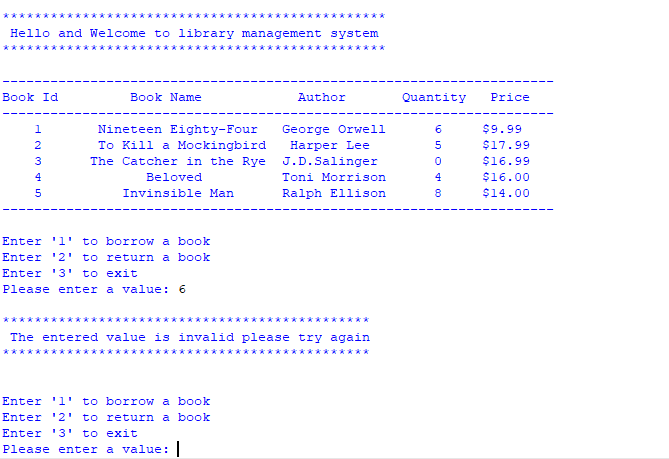 ************************************************
Hello and Welcome to library management system
************************************************
---------------------------------------------------------------------
Book Id Book Name Author Quantity Price
---------------------------------------------------------------------
1 Nineteen Eighty-Four George Orwell 6 $9.99
2 To Kill a Mockingbird Harper Lee 5 $17.99
3 The Catcher in the Rye J.D.Salinger 0 $16.99
4 Beloved Toni Morrison 4 $16.00
5 Invinsible Man Ralph Ellison 8 $14.00
---------------------------------------------------------------------
Enter '1' to borrow a book
Enter '2' to return a book
Enter '3' to exit
Please enter a value: 6
**********************************************
The entered value is invalid please try again
**********************************************
Enter '1' to borrow a book
Enter '2' to return a book
Enter '3' to exit
Please enter a value: